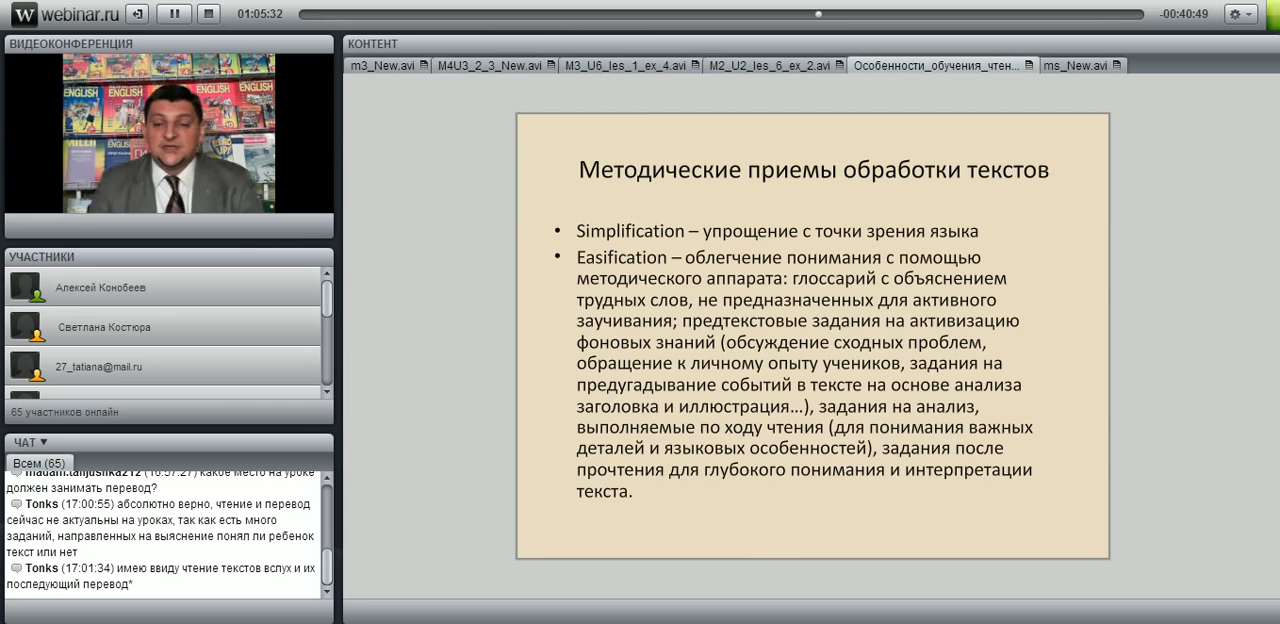 webinar.ru
01:05:32
-00:40:49
ВИДЕОКОНФЕРЕНЦИЯ
ENGLISH
ENGLISH
ENGLISH
MILLIE
УЧАСТНИКИ
Алексей Конобеев
Светлана Костюра
27_tatiana@mail.ru
65 участников онлайн
ЧАТ
Всем (65)
(16:57:27) какое место на уроке
должен занимать перевод?
Tonks (17:00:55) абсолютно верно, чтение и перевод
сейчас не актуальны на уроках, так как есть много
заданий, направленных на выяснение понял ли ребенок
текст или нет
Tonks (17:01:34) имею ввиду чтение текстов вслух и их
последующий перевод*
КОНТЕНТ
m3_New.avi
M4U3_2_3_New.avi
M3_U6_les_1_ex_4.avi
M2_U2_les_6_ex_2.avi
Особенности_обучения_чтен...
ms_New.avi
Методические приемы обработки текстов
• Simplification – упрощение с точки зрения языка
• Easification – облегчение понимания с помощью
методического аппарата: глоссарий с объяснением
трудных слов, не предназначенных для активного
заучивания; предтекстовые задания на активизацию
фоновых знаний (обсуждение сходных проблем,
обращение к личному опыту учеников, задания на
предугадывание событий в тексте на основе анализа
заголовка и иллюстрация...), задания на анализ,
выполняемые по ходу чтения (для понимания важных
деталей и языковых особенностей), задания после
прочтения для глубокого понимания и интерпретации
текста.